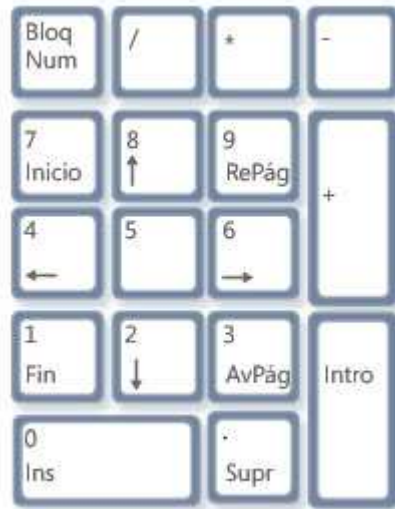 Bloq
Num
/
*
-
7
Inicio
8
↑
9
RePág
+
4
←
5
6
→
1
Fin
2
↓
3
AvPág
Intro
0
Ins
.
Supr